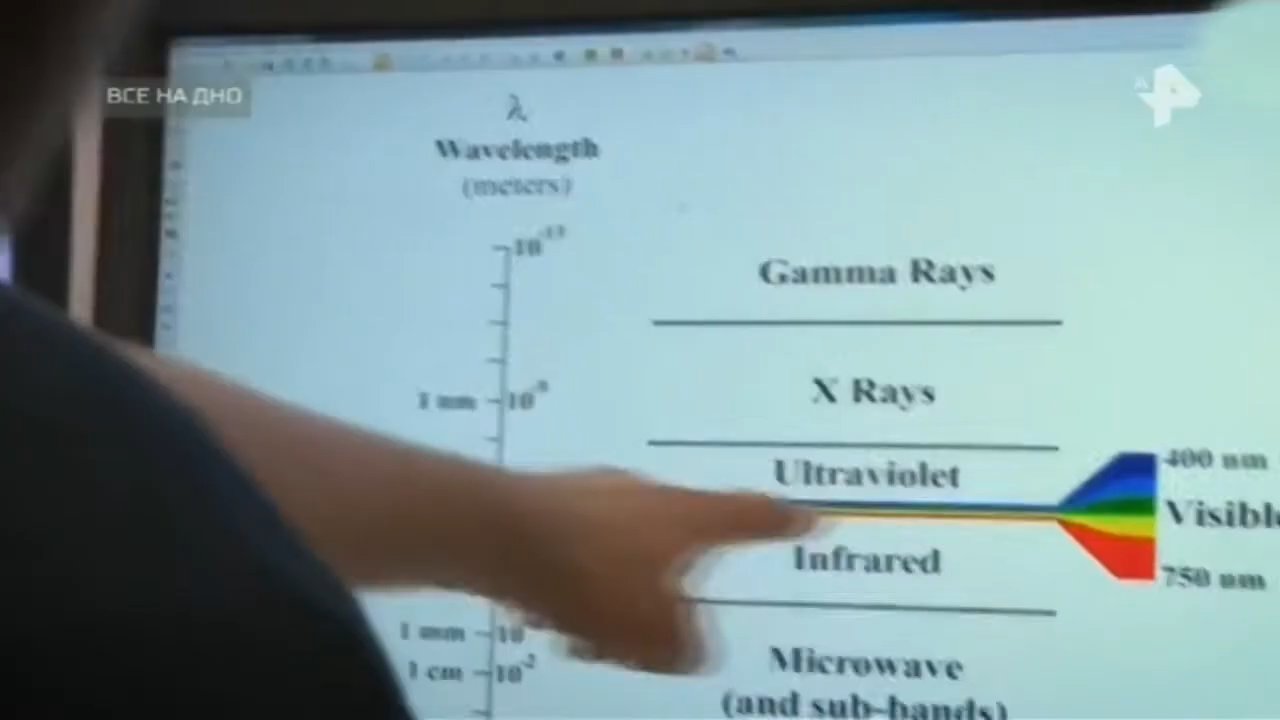 ВСЕ НА ДНО
λ
Wavelength
(meters)
Gamma Rays
X Rays
1 nm
Ultraviolet
400 nm
Visible
Infrared
750 nm
1 mm
1 cm 10-2
Microwave
(and sub-bands)